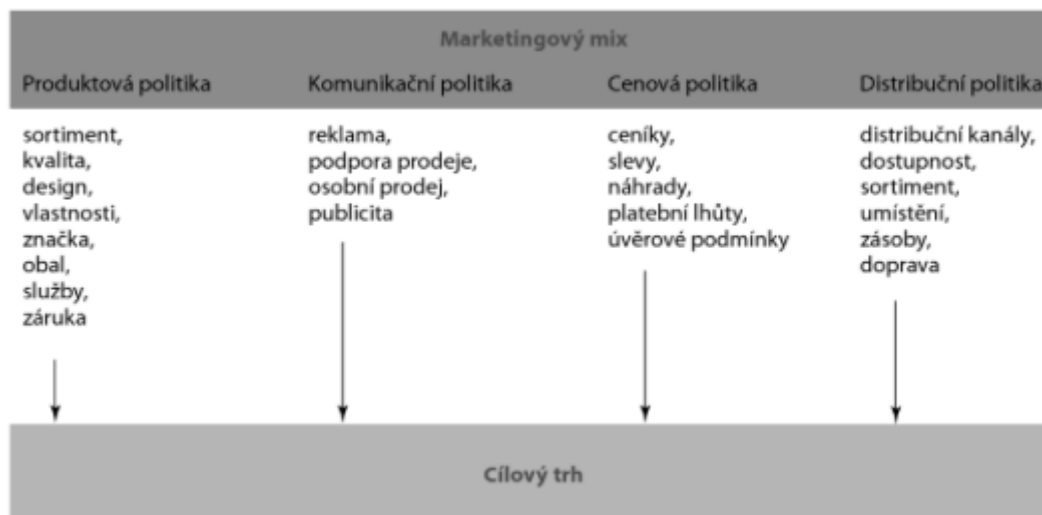 Marketingový mix
Produktová politika
Komunikační politika
Cenová politika
Distribuční politika
sortiment,
kvalita,
design,
vlastnosti,
značka,
obal,
služby,
záruka
reklama,
podpora prodeje,
osobní prodej,
publicita
ceníky,
slevy,
náhrady,
platební lhůty,
úvěrové podmínky
distribuční kanály,
dostupnost,
sortiment,
umístění,
zásoby,
doprava
Cílový trh